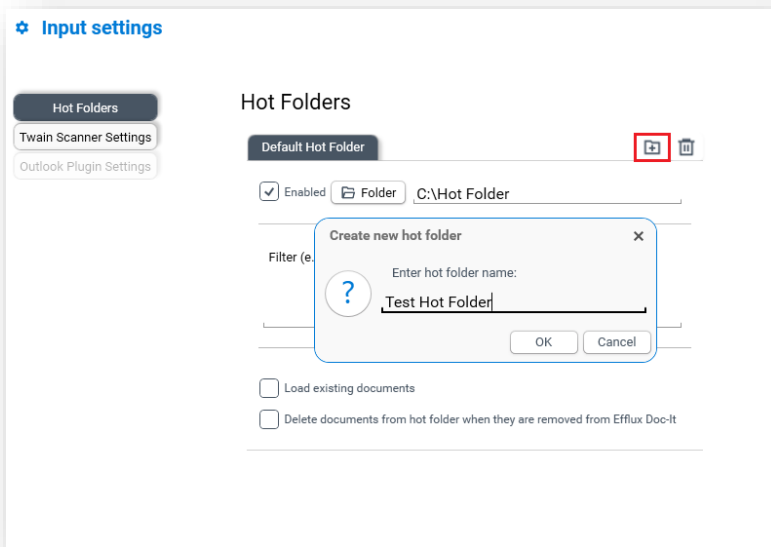 Input settings
Hot Folders
Twain Scanner Settings
Outlook Plugin Settings
Hot Folders
Default Hot Folder
Enabled
Folder
C:\Hot Folder
Filter (e.
Create new hot folder
Enter hot folder name:
?
Test Hot Folder
OK
Cancel
Load existing documents
Delete documents from hot folder when they are removed from Efflux Doc-It